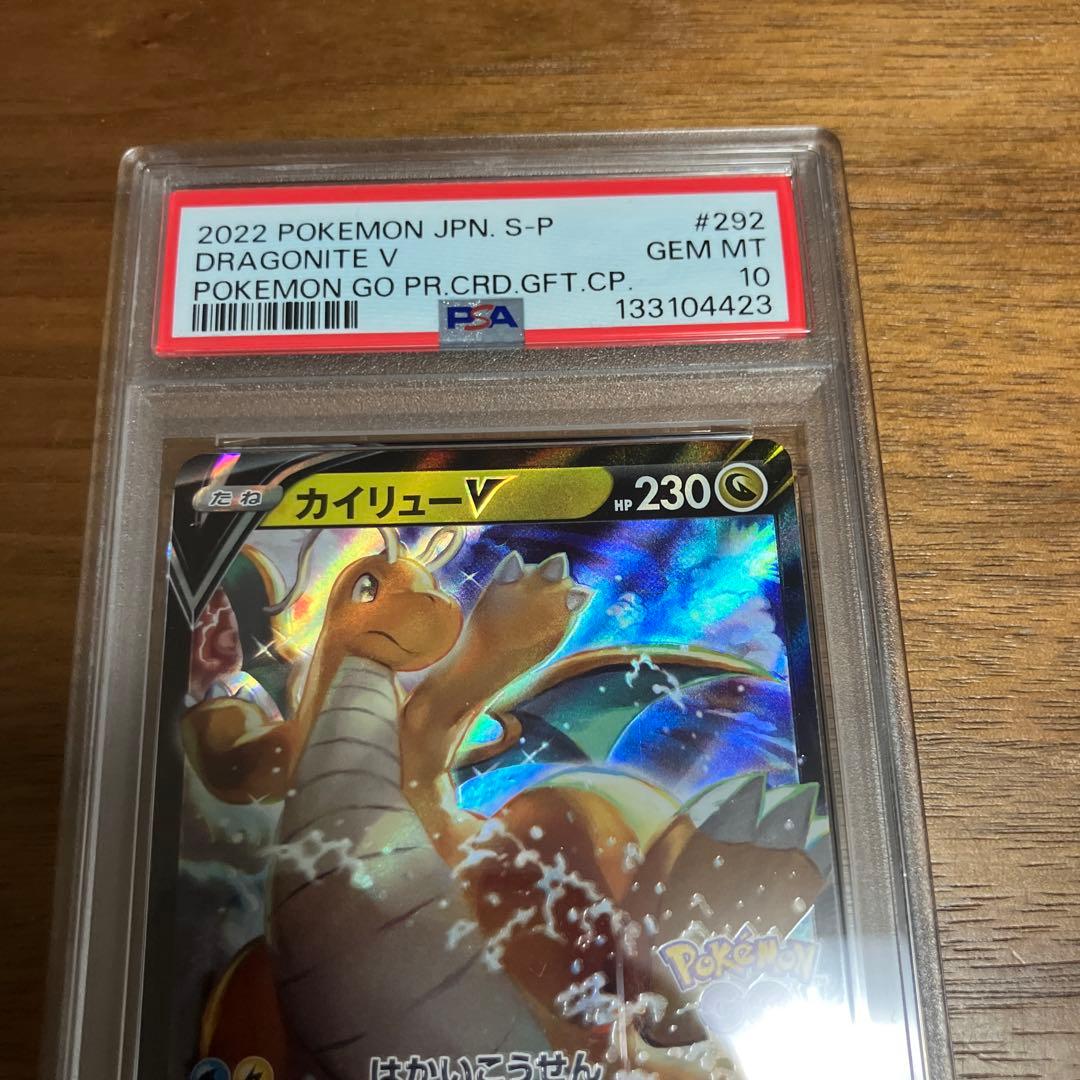 2022 POKEMON JPN. S-P #292
DRAGONITE V GEM MT
POKEMON GO PR.CRD.GFT.CP. 10
PSA 133104423
たね カイリューV HP 230
Pokémon
GO
はかいこうせん